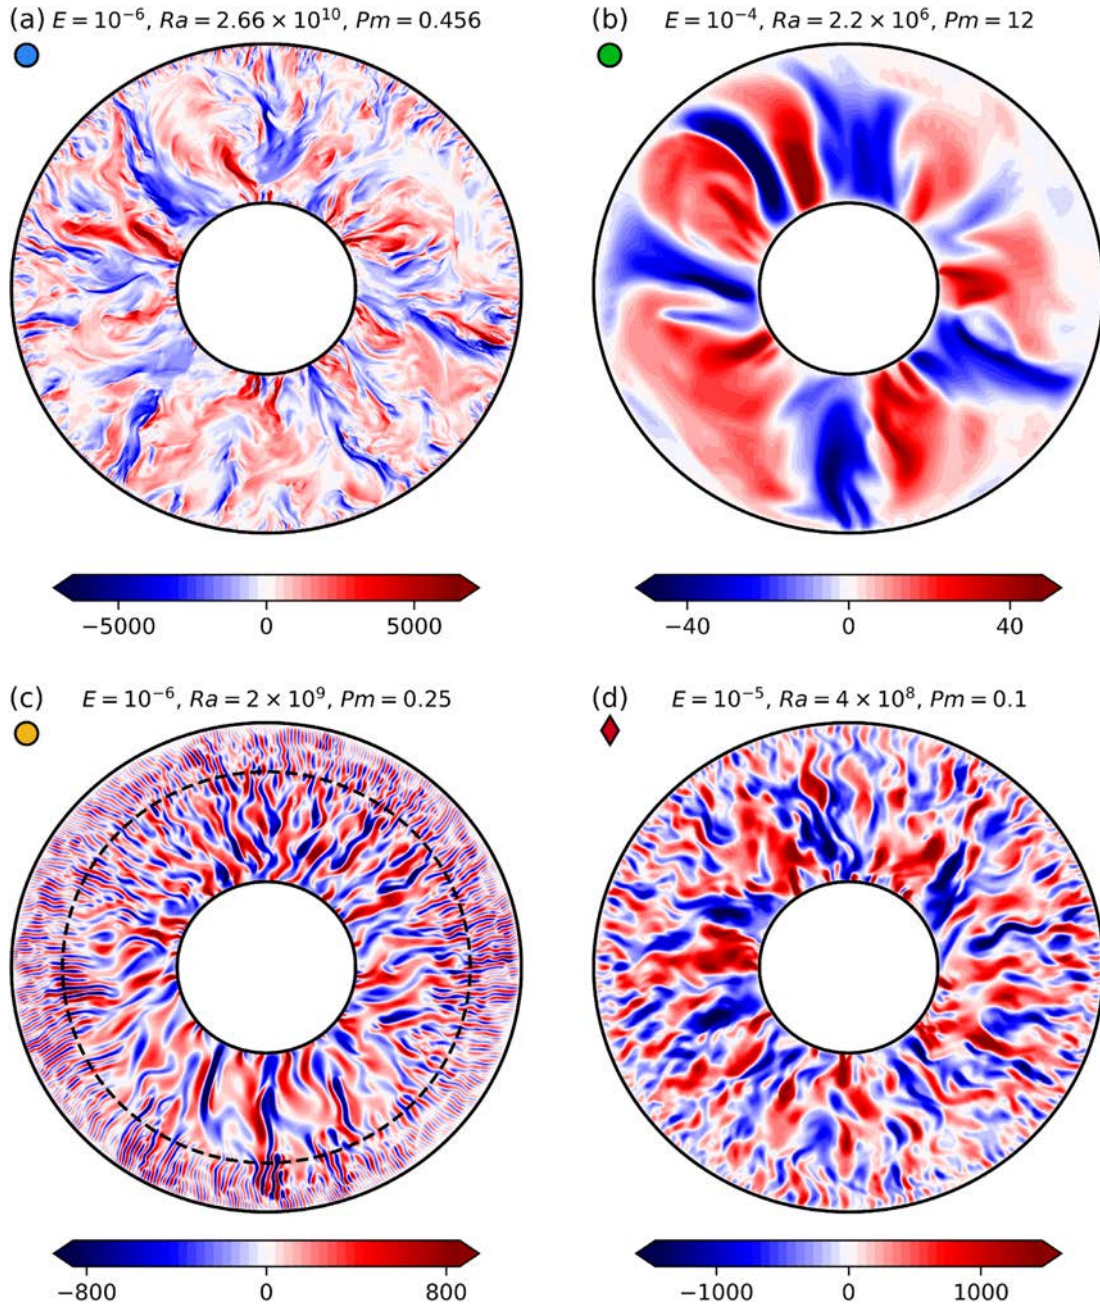 (a) E = 10⁻⁶, Ra = 2.66 × 10¹⁰, Pm = 0.456
(b) E = 10⁻⁴, Ra = 2.2 × 10⁶, Pm = 12
−5000 0 5000
−40 0 40
(c) E = 10⁻⁶, Ra = 2 × 10⁹, Pm = 0.25
(d) E = 10⁻⁵, Ra = 4 × 10⁸, Pm = 0.1
−800 0 800
−1000 0 1000